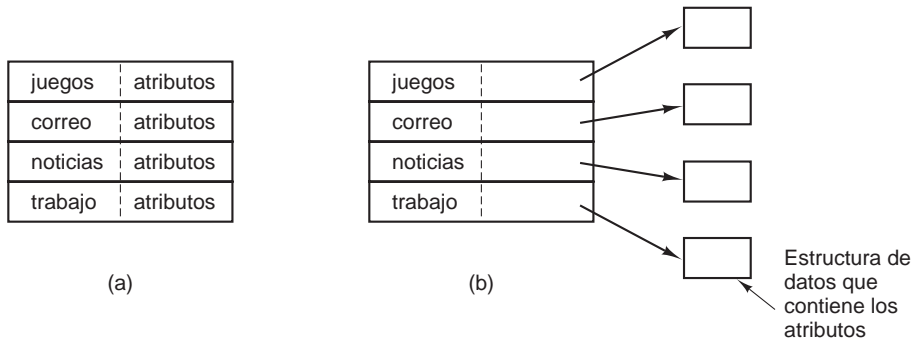 juegos atributos
correo atributos
noticias atributos
trabajo atributos
(a)
juegos
correo
noticias
trabajo
(b)
Estructura de
datos que
contiene los
atributos